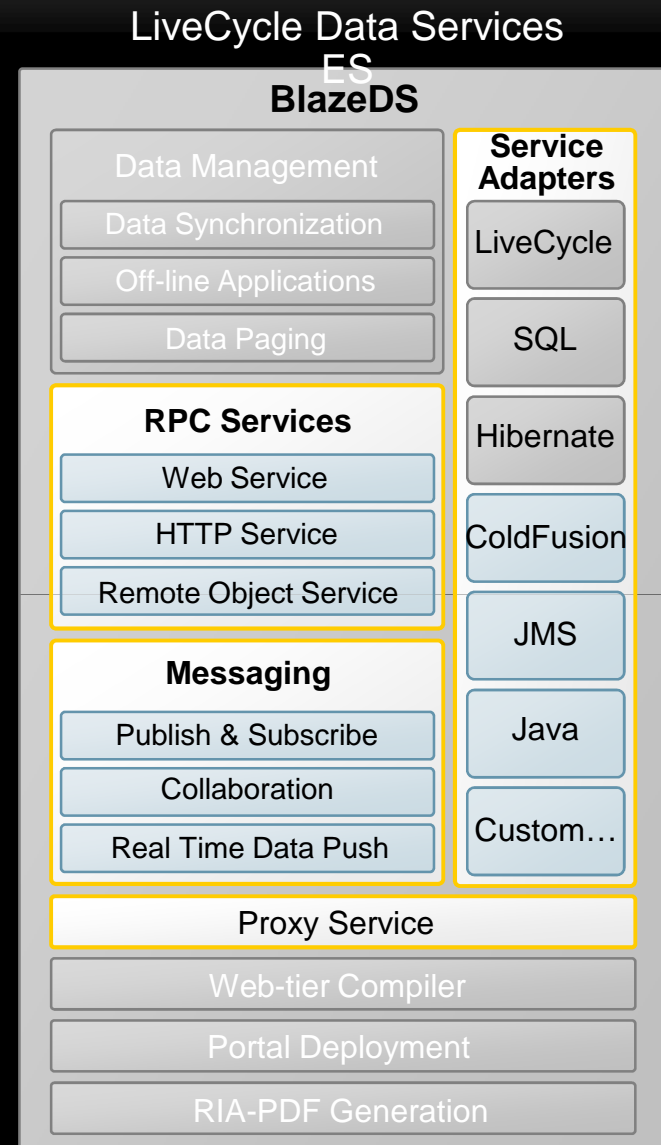 LiveCycle Data Services
ES
BlazeDS
Data Management
Data Synchronization
Off-line Applications
Data Paging
RPC Services
Web Service
HTTP Service
Remote Object Service
Messaging
Publish & Subscribe
Collaboration
Real Time Data Push
Service
Adapters
LiveCycle
SQL
Hibernate
ColdFusion
JMS
Java
Custom…
Proxy Service
Web-tier Compiler
Portal Deployment
RIA-PDF Generation